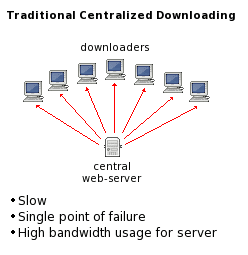 Traditional Centralized Downloading
downloaders
central
web-server
• Slow
• Single point of failure
• High bandwidth usage for server